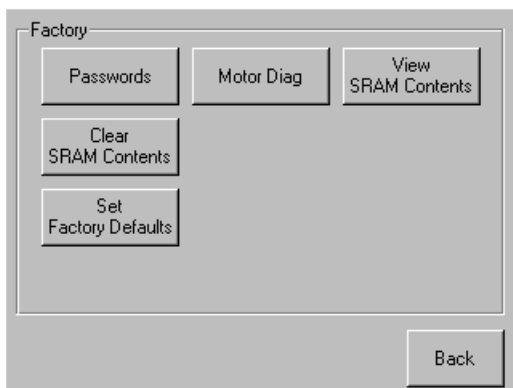 Factory
Passwords
Motor Diag
View
SRAM Contents
Clear
SRAM Contents
Set
Factory Defaults
Back